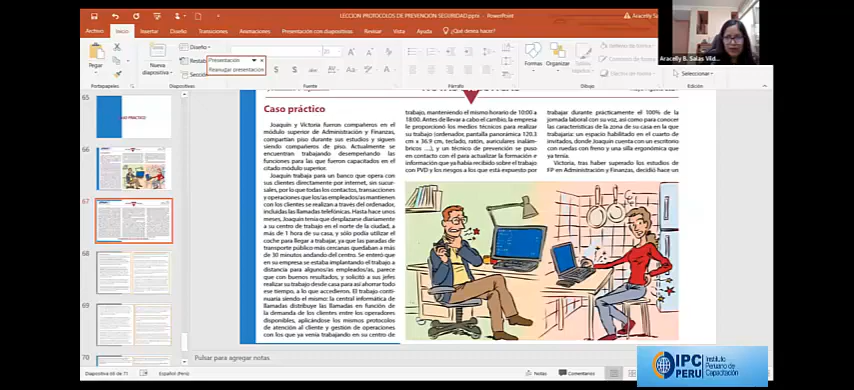 LECCION PROTOCOLOS DE PREVENCIÓN SEGURIDAD.pptx - PowerPoint
Aracelly Sa
Archivo Inicio Insertar Diseño Transiciones Animaciones Presentación con diapositivas Revisar Vista Ayuda ¿Qué desea hacer?
Pegar
Nueva diapositiva
Diseño
Restab
Sección
Presentación
Reanudar presentación
Formas Organizar
Seleccionar
Portapapeles Diapositivas Fuente Párrafo Dibujo Edición
Aracelly B. Salas Vild...
65
66
67
68
69
70
Caso práctico
Joaquín y Victoria fueron compañeros en el
módulo superior de Administración y Finanzas,
compartían piso durante sus estudios y siguen
siendo compañeros de piso. Actualmente se
encuentran trabajando desempeñando las
funciones para las que fueron capacitados en el
citado módulo superior.
Joaquín trabaja para un banco que opera con
sus clientes directamente por internet, sin sucur-
sales, por lo que todas los contactos, transacciones
y operaciones que los/as empleados/as mantienen
con los clientes se realizan a través del ordenador,
incluidas las llamadas telefónicas. Hasta hace unos
meses, Joaquín tenía que desplazarse diariamente
a su centro de trabajo en el norte de la ciudad, a
más de 1 hora de su casa, y sólo podía utilizar el
coche para llegar a trabajar, ya que las paradas de
transporte público más cercanas quedaban a más
de 30 minutos andando del centro. Se enteró que
en su empresa se estaba implantando el trabajo a
distancia para algunos/as empleados/as, parece
que con buenos resultados, y solicitó a sus jefes
realizar su trabajo desde casa para así ahorrar todo
ese tiempo, a lo que accedieron. El trabajo conti-
nuaría siendo el mismo: la central informática de
llamadas distribuye las llamadas en función de
la demanda de los clientes entre los operadores
disponibles, aplicándose los mismos protocolos
de atención al cliente y gestión de operaciones
con los que ya venía trabajando en su centro de
trabajo, manteniendo el mismo horario de 10:00 a
18:00. Antes de llevar a cabo el cambio, la empresa
le proporcionó los medios técnicos para realizar
su trabajo (ordenador, pantalla panorámica 120.3
cm x 36.9 cm, teclado, ratón, auriculares inalám-
bricos …), y un técnico de prevención se puso
en contacto con él para actualizar la formación e
información que ya había recibido sobre el trabajo
con PVD y los riesgos a los que está expuesto por
trabajar durante prácticamente el 100% de la
jornada laboral con su voz, así como para conocer
las características de la zona de su casa en la que
trabajaría: un espacio habilitado en el cuarto de
invitados, donde Joaquín cuenta con un escritorio
con ruedas con freno y una silla ergonómica que
ya tenía.
Victoria, tras haber superado los estudios de
FP en Administración y Finanzas, decidió hacer un
Pulsar para agregar notas
Español (Perú)
Notas Comentarios
IPC
PERU
Instituto
Peruano de
Capacitación